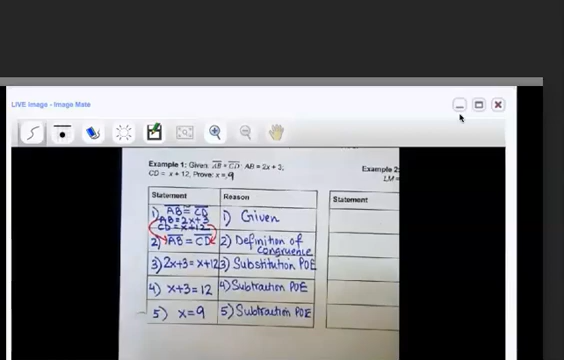 LIVE Image - Image Mate
Example 1: Given: AB ≅ CD; AB = 2x + 3;
CD = x + 12, Prove: x = 9
Example 2:
LM =
Statement Reason
Statement
1) AB ≅ CD
AB = 2x+3
CD = x+12
1) Given
2) AB = CD 2) Definition of
congruence
3) 2x+3 = x+12 3) Substitution POE
4) x+3 = 12 4) Subtraction POE
5) x = 9 5) Subtraction POE